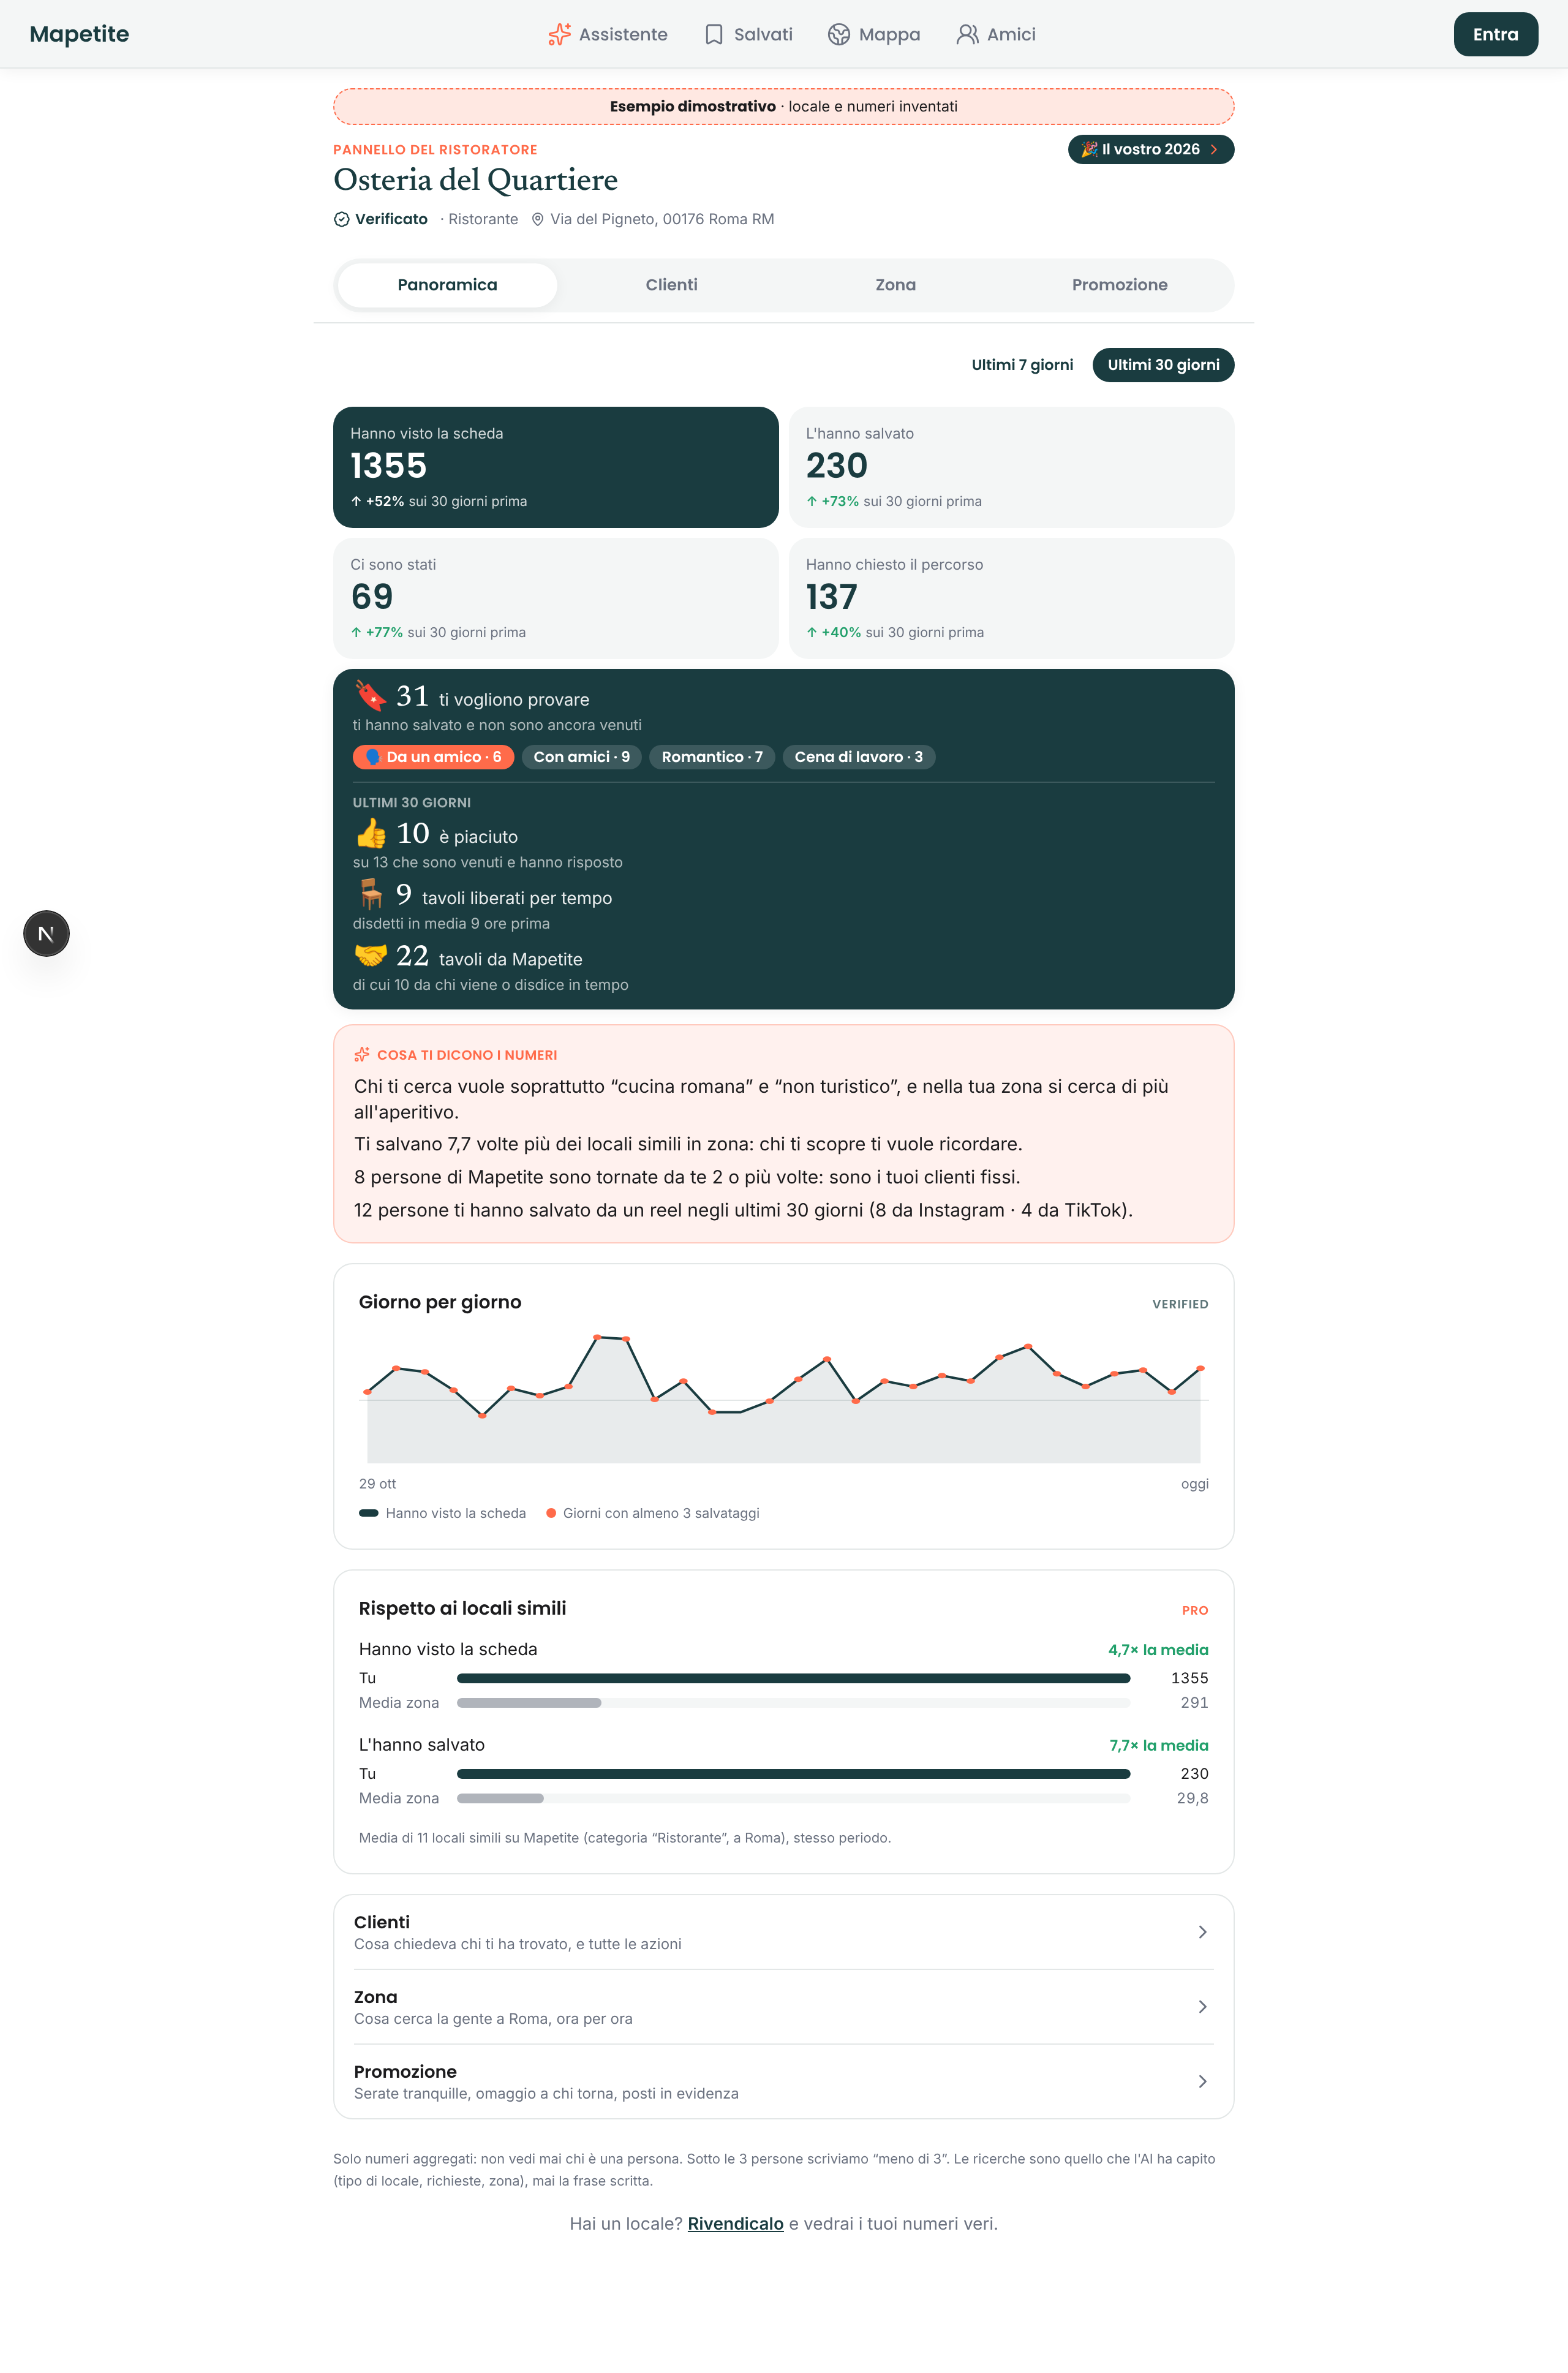 Mapetite
Assistente
Salvati
Mappa
Amici
Entra
Esempio dimostrativo · locale e numeri inventati
PANNELLO DEL RISTORATORE
🎉 Il vostro 2026
Osteria del Quartiere
Verificato · Ristorante Via del Pigneto, 00176 Roma RM
Panoramica
Clienti
Zona
Promozione
Ultimi 7 giorni
Ultimi 30 giorni
Hanno visto la scheda
1355
↑ +52% sui 30 giorni prima
L'hanno salvato
230
↑ +73% sui 30 giorni prima
Ci sono stati
69
↑ +77% sui 30 giorni prima
Hanno chiesto il percorso
137
↑ +40% sui 30 giorni prima
🔖 31 ti vogliono provare
ti hanno salvato e non sono ancora venuti
🗣️ Da un amico · 6
Con amici · 9
Romantico · 7
Cena di lavoro · 3
ULTIMI 30 GIORNI
👍 10 è piaciuto
su 13 che sono venuti e hanno risposto
🪑 9 tavoli liberati per tempo
disdetti in media 9 ore prima
🤝 22 tavoli da Mapetite
di cui 10 da chi viene o disdice in tempo
N
COSA TI DICONO I NUMERI
Chi ti cerca vuole soprattutto “cucina romana” e “non turistico”, e nella tua zona si cerca di più
all'aperitivo.
Ti salvano 7,7 volte più dei locali simili in zona: chi ti scopre ti vuole ricordare.
8 persone di Mapetite sono tornate da te 2 o più volte: sono i tuoi clienti fissi.
12 persone ti hanno salvato da un reel negli ultimi 30 giorni (8 da Instagram · 4 da TikTok).
Giorno per giorno
VERIFIED
29 ott
oggi
Hanno visto la scheda
Giorni con almeno 3 salvataggi
Rispetto ai locali simili
PRO
Hanno visto la scheda
4,7× la media
Tu 1355
Media zona 291
L'hanno salvato
7,7× la media
Tu 230
Media zona 29,8
Media di 11 locali simili su Mapetite (categoria “Ristorante”, a Roma), stesso periodo.
Clienti
Cosa chiedeva chi ti ha trovato, e tutte le azioni
Zona
Cosa cerca la gente a Roma, ora per ora
Promozione
Serate tranquille, omaggio a chi torna, posti in evidenza
Solo numeri aggregati: non vedi mai chi è una persona. Sotto le 3 persone scriviamo “meno di 3”. Le ricerche sono quello che l'AI ha capito
(tipo di locale, richieste, zona), mai la frase scritta.
Hai un locale? Rivendicalo e vedrai i tuoi numeri veri.